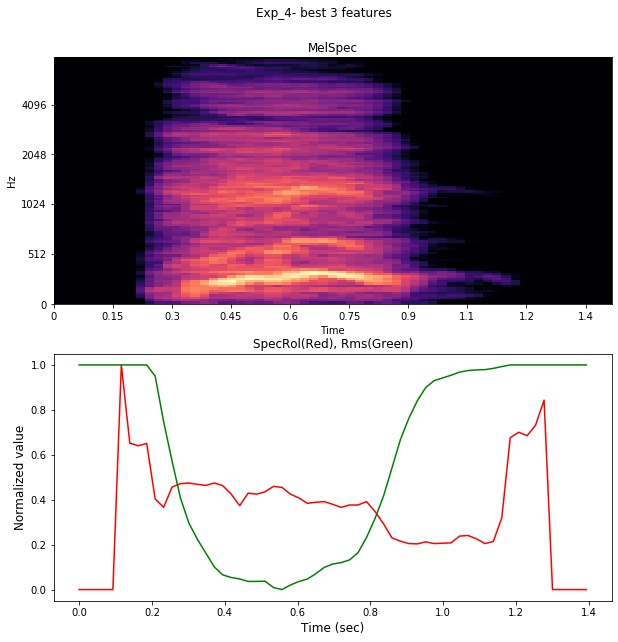 Exp_4- best 3 features
MelSpec
4096
2048
1024
512
0
Hz
0 0.15 0.3 0.45 0.6 0.75 0.9 1.1 1.2 1.4
Time
SpecRol(Red), Rms(Green)
1.0
0.8
0.6
0.4
0.2
0.0
Normalized value
0.0 0.2 0.4 0.6 0.8 1.0 1.2 1.4
Time (sec)